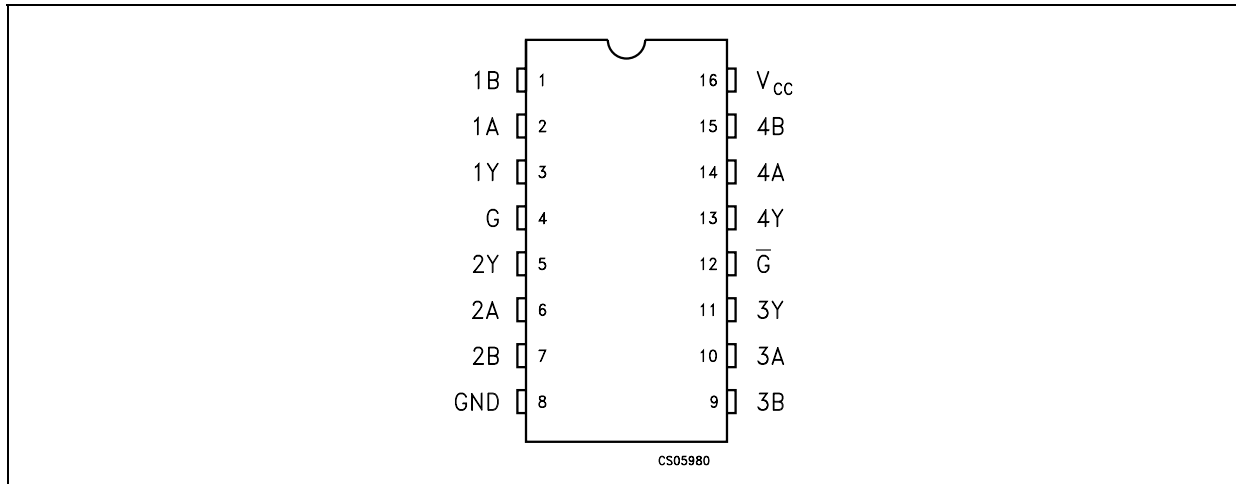 1B 1 16 VCC
1A 2 15 4B
1Y 3 14 4A
G 4 13 4Y
2Y 5 12 G̅
2A 6 11 3Y
2B 7 10 3A
GND 8 9 3B
CS05980